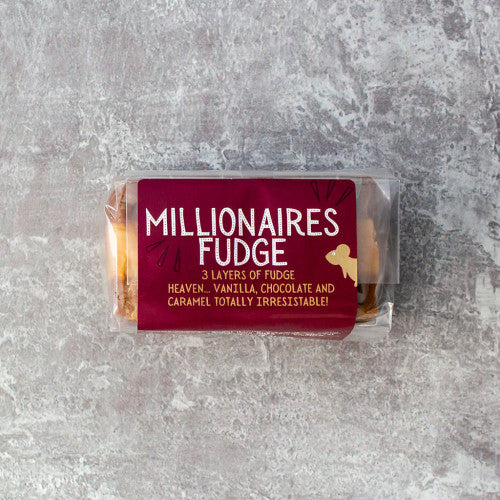 MILLIONAIRES
FUDGE
3 LAYERS OF FUDGE
HEAVEN... VANILLA, CHOCOLATE AND
CARAMEL TOTALLY IRRESISTABLE!